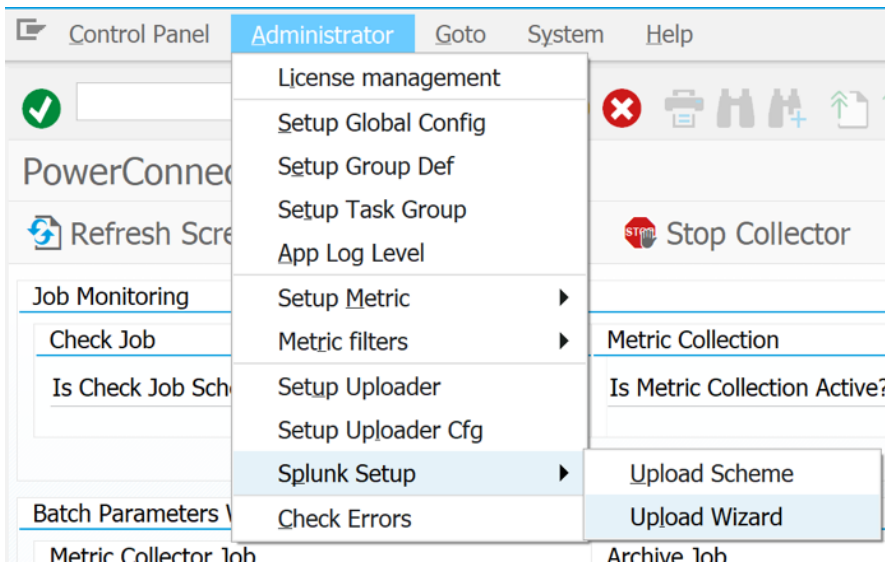 Control Panel Administrator Goto System Help
License management
Setup Global Config
PowerConnec
Setup Group Def
Setup Task Group
Refresh Scre
Stop Collector
App Log Level
Job Monitoring
Setup Metric
Check Job
Metric filters
Metric Collection
Is Check Job Sch
Setup Uploader
Is Metric Collection Active?
Setup Uploader Cfg
Splunk Setup
Upload Scheme
Batch Parameters
Check Errors
Upload Wizard
Metric Collector Job
Archive Job